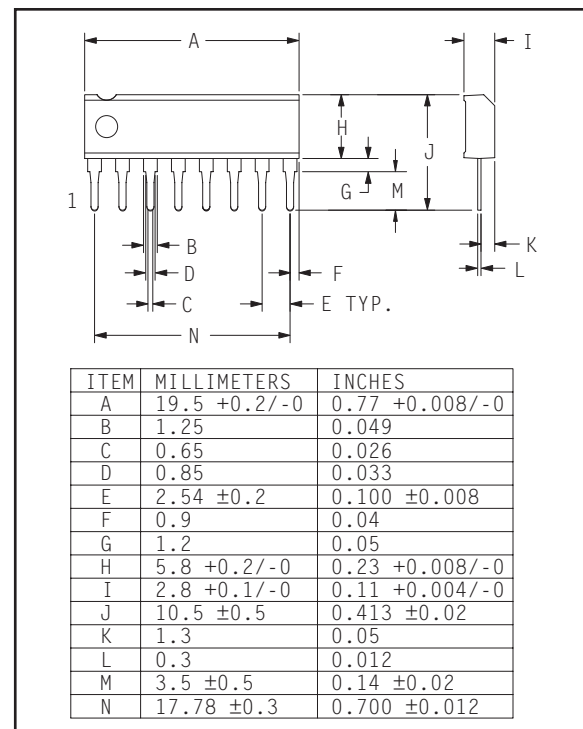 A
I
H
J
G
M
1
K
B
L
D
F
C
E TYP.
N
ITEM MILLIMETERS INCHES
A 19.5 +0.2/-0 0.77 +0.008/-0
B 1.25 0.049
C 0.65 0.026
D 0.85 0.033
E 2.54 ±0.2 0.100 ±0.008
F 0.9 0.04
G 1.2 0.05
H 5.8 +0.2/-0 0.23 +0.008/-0
I 2.8 +0.1/-0 0.11 +0.004/-0
J 10.5 ±0.5 0.413 ±0.02
K 1.3 0.05
L 0.3 0.012
M 3.5 ±0.5 0.14 ±0.02
N 17.78 ±0.3 0.700 ±0.012